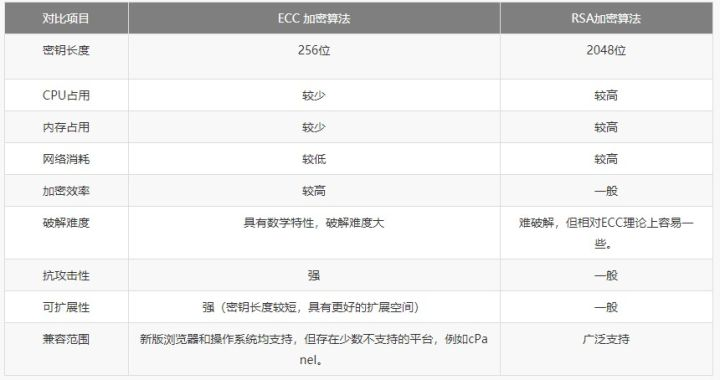 对比项目 ECC 加密算法 RSA加密算法
密钥长度 256位 2048位
CPU占用 较少 较高
内存占用 较少 较高
网络消耗 较低 较高
加密效率 较高 一般
破解难度 具有数学特性，破解难度大 难破解，但相对ECC理论上容易一
些。
抗攻击性 强 一般
可扩展性 强（密钥长度较短，具有更好的扩展空间） 一般
兼容范围 新版浏览器和操作系统均支持，但存在少数不支持的平台，例如cPa 广泛支持
nel。